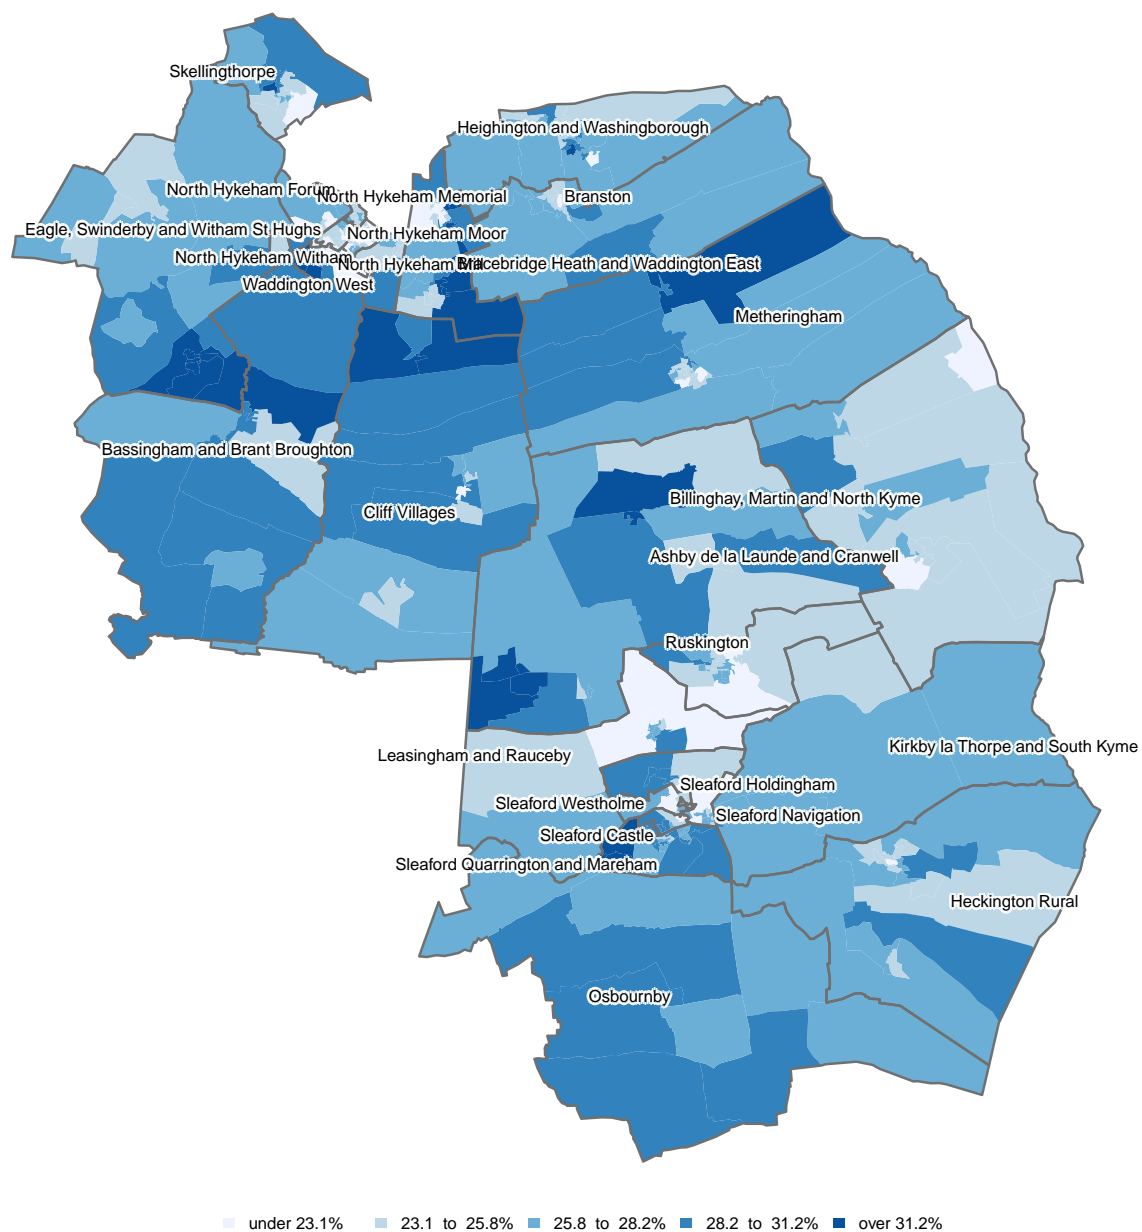 Skellingthorpe
Heighington and Washingborough
North Hykeham Forum
North Hykeham Memorial
Branston
Eagle, Swinderby and Witham St Hughs
North Hykeham Moor
North Hykeham Witham
North Hykeham Mill
Bracebridge Heath and Waddington East
Waddington West
Metheringham
Bassingham and Brant Broughton
Billinghay, Martin and North Kyme
Cliff Villages
Ashby de la Launde and Cranwell
Ruskington
Kirkby la Thorpe and South Kyme
Leasingham and Rauceby
Sleaford Holdingham
Sleaford Westholme
Sleaford Navigation
Sleaford Castle
Sleaford Quarrington and Mareham
Heckington Rural
Osbournby
under 23.1% 23.1 to 25.8% 25.8 to 28.2% 28.2 to 31.2% over 31.2%